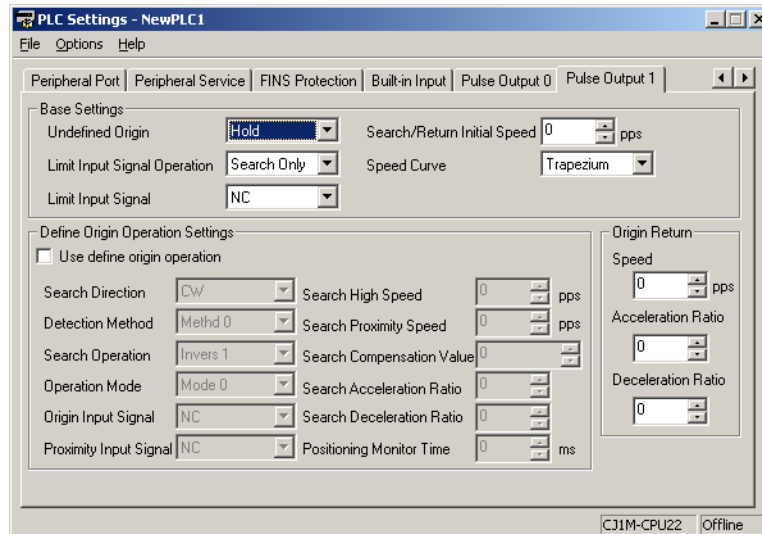 PLC Settings - NewPLC1
File Options Help
Peripheral Port Peripheral Service FINS Protection Built-in Input Pulse Output 0 Pulse Output 1
Base Settings
Undefined Origin Hold Search/Return Initial Speed 0 pps
Limit Input Signal Operation Search Only Speed Curve Trapezium
Limit Input Signal NC
Define Origin Operation Settings
Use define origin operation
Search Direction CW Search High Speed 0 pps
Detection Method Methd 0 Search Proximity Speed 0 pps
Search Operation Invers 1 Search Compensation Value 0
Operation Mode Mode 0 Search Acceleration Ratio 0
Origin Input Signal NC Search Deceleration Ratio 0
Proximity Input Signal NC Positioning Monitor Time 0 ms
Origin Return
Speed
0 pps
Acceleration Ratio
0
Deceleration Ratio
0
CJ1M-CPU22 Offline